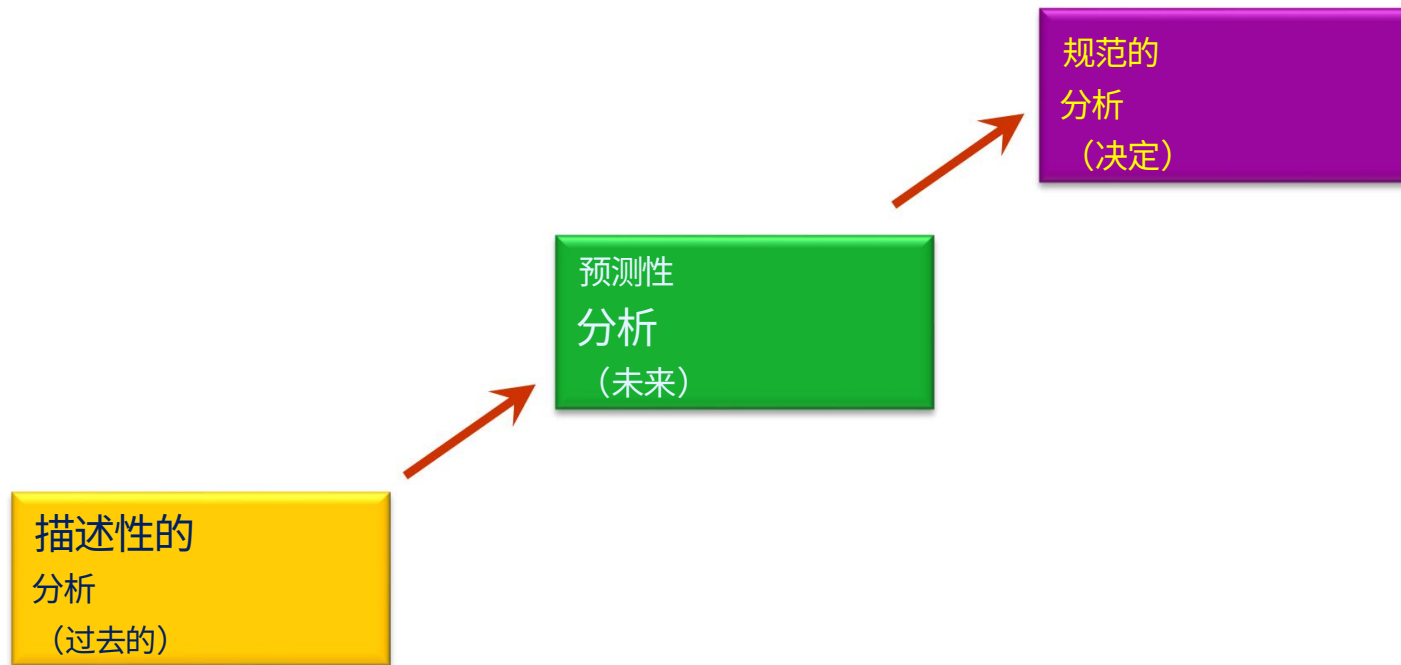 规范的
分析
（决定）
预测性
分析
（未来）
描述性的
分析
（过去的）